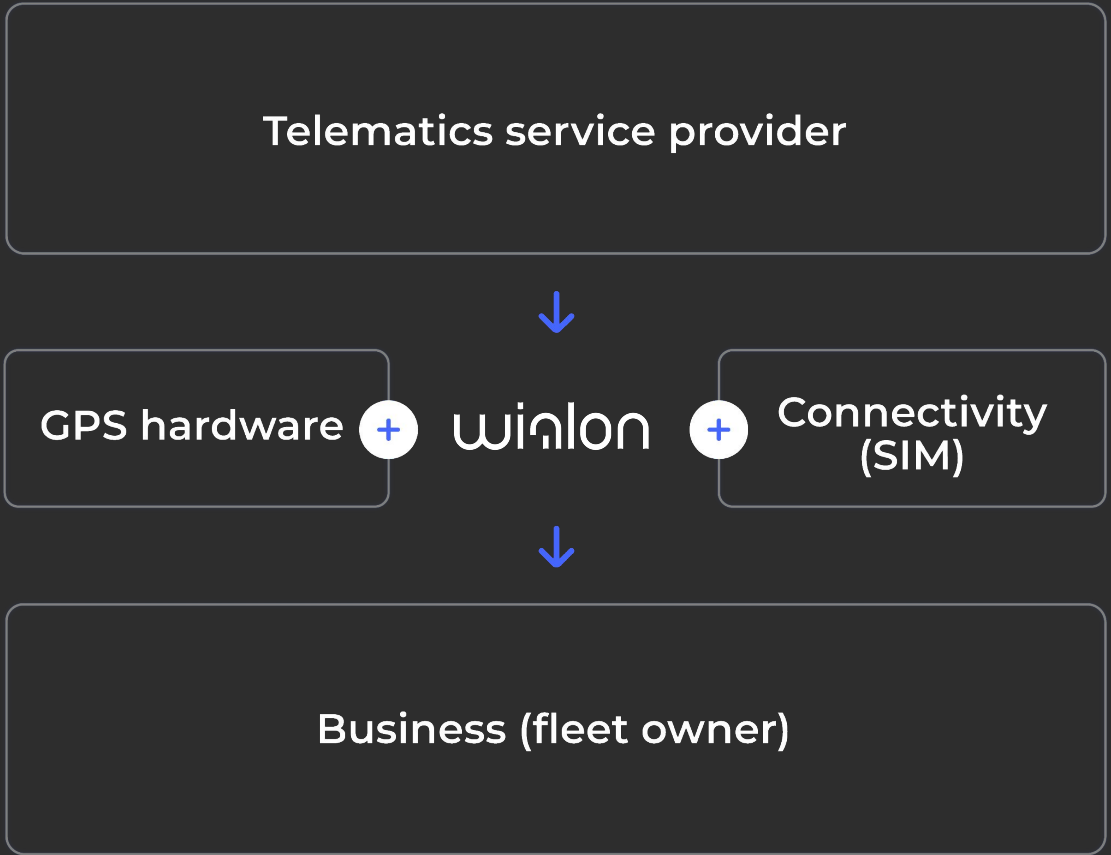 Telematics service provider
GPS hardware
wialon
Connectivity
(SIM)
Business (fleet owner)